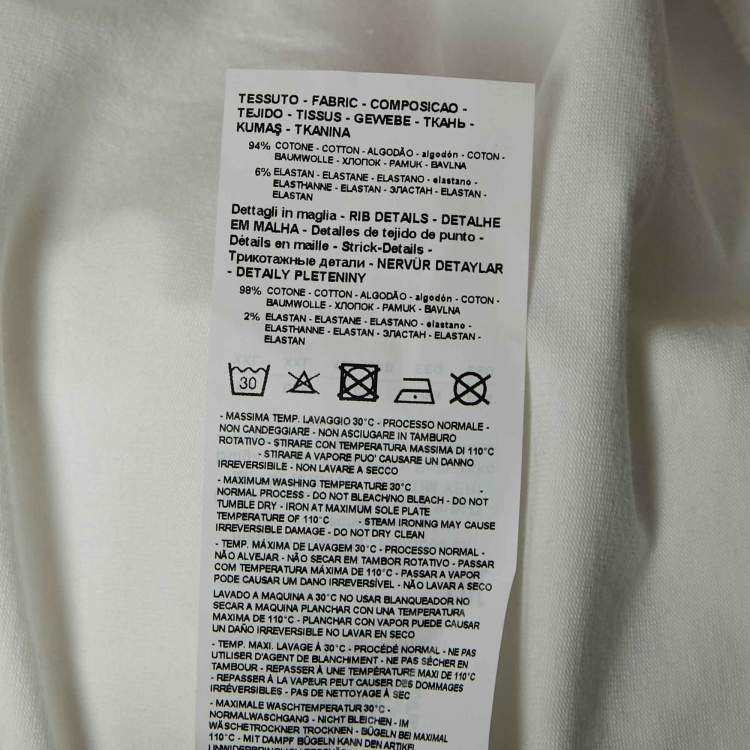 TESSUTO - FABRIC - COMPOSICAO -
TEJIDO - TISSUS - GEWEBE - ТКАНЬ -
KUMAŞ - TKANINA
94% COTONE - COTTON - ALGODÃO - algodón - COTON -
BAUMWOLLE - ХЛОПОК - PAMUK - BAVLNA
6% ELASTAN - ELASTANE - ELASTANO - elastano -
ELASTHANNE - ELASTAN - ЭЛАСТАН - ELASTAN -
ELASTAN
Dettagli in maglia - RIB DETAILS - DETALHE
EM MALHA - Detalles de tejido de punto -
Détails en maille - Strick-Details -
Трикотажные детали - NERVÜR DETAYLAR
- DETAILY PLETENINY
98% COTONE - COTTON - ALGODÃO - algodón - COTON -
BAUMWOLLE - ХЛОПОК - PAMUK - BAVLNA
2% ELASTAN - ELASTANE - ELASTANO - elastano -
ELASTHANNE - ELASTAN - ЭЛАСТАН - ELASTAN -
ELASTAN
30
- MASSIMA TEMP. LAVAGGIO 30°C - PROCESSO NORMALE -
NON CANDEGGIARE - NON ASCIUGARE IN TAMBURO
ROTATIVO - STIRARE CON TEMPERATURA MASSIMA DI 110°C
- STIRARE A VAPORE PUO' CAUSARE UN DANNO
IRREVERSIBILE - NON LAVARE A SECCO
- MAXIMUM WASHING TEMPERATURE 30°C -
NORMAL PROCESS - DO NOT BLEACH/NO BLEACH - DO NOT
TUMBLE DRY - IRON AT MAXIMUM SOLE PLATE
TEMPERATURE OF 110°C - STEAM IRONING MAY CAUSE
IRREVERSIBLE DAMAGE - DO NOT DRY CLEAN
- TEMP. MÁXIMA DE LAVAGEM 30°C - PROCESSO NORMAL -
NÃO ALVEJAR - NÃO SECAR EM TAMBOR ROTATIVO - PASSAR
COM TEMPERATURA MÁXIMA DE 110°C - PASSAR A VAPOR
PODE CAUSAR UM DANO IRREVERSÍVEL - NÃO LAVAR A SECO
LAVADO A MAQUINA A 30°C NO USAR BLANQUEADOR NO
SECAR A MAQUINA PLANCHAR CON UNA TEMPERATURA
MAXIMA DE 110°C - PLANCHAR CON VAPOR PUEDE CAUSAR
UN DAÑO IRREVERSIBLE NO LAVAR EN SECO
- TEMP. MAXI. LAVAGE À 30°C - PROCÉDÉ NORMAL - NE PAS
UTILISER D'AGENT DE BLANCHIMENT - NE PAS SÉCHER EN
TAMBOUR - REPASSER À UNE TEMPÉRATURE MAXI DE 110°C
- REPASSER À LA VAPEUR PEUT CAUSER DES DOMMAGES
IRRÉVERSIBLES - PAS DE NETTOYAGE À SEC
- MAXIMALE WASCHTEMPERATUR 30°C -
NORMALWASCHGANG - NICHT BLEICHEN - IM
WÄSCHETROCKNER TROCKNEN - BÜGELN BEI MAXIMAL
110°C - MIT DAMPF BÜGELN KANN DEN ARTIKEL